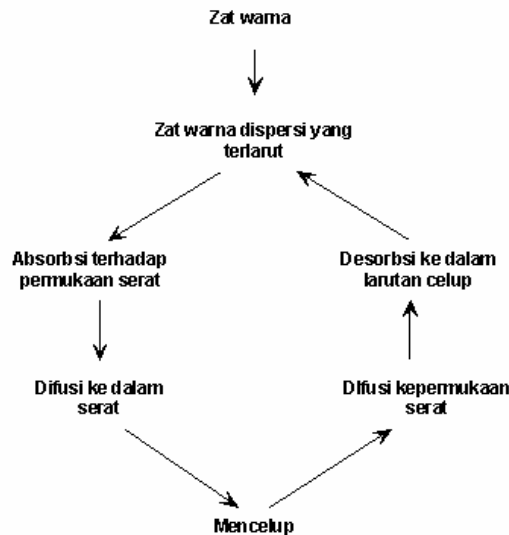 Zat warna
Zat warna dispersi yang
terlarut
Absorbsi terhadap
permukaan serat
Desorbsi ke dalam
larutan celup
Difusi ke dalam
serat
DIfusi kepermukaan
serat
Mencelup